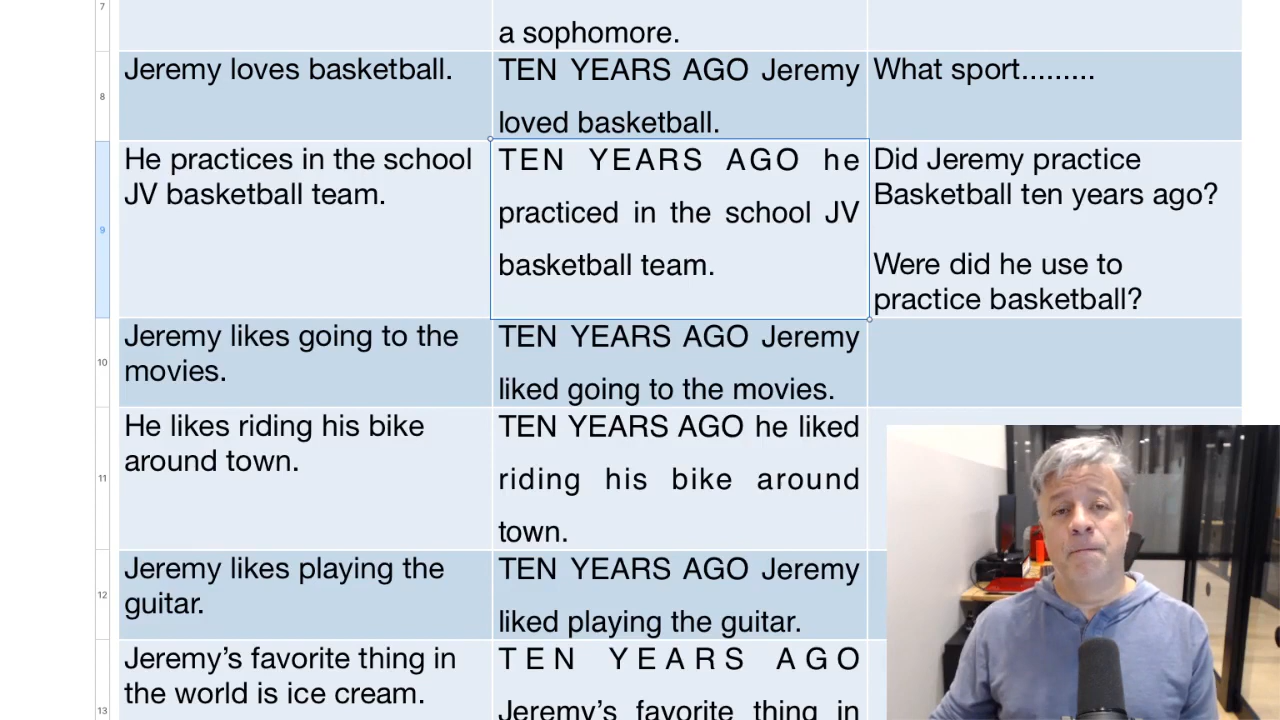 7
a sophomore.
8
Jeremy loves basketball.
TEN YEARS AGO Jeremy
loved basketball.
What sport.........
9
He practices in the school
JV basketball team.
TEN YEARS AGO he
practiced in the school JV
basketball team.
Did Jeremy practice
Basketball ten years ago?
Were did he use to
practice basketball?
10
Jeremy likes going to the
movies.
TEN YEARS AGO Jeremy
liked going to the movies.
11
He likes riding his bike
around town.
TEN YEARS AGO he liked
riding his bike around
town.
12
Jeremy likes playing the
guitar.
TEN YEARS AGO Jeremy
liked playing the guitar.
13
Jeremy’s favorite thing in
the world is ice cream.
TEN YEARS AGO
Jeremy’s favorite thing in